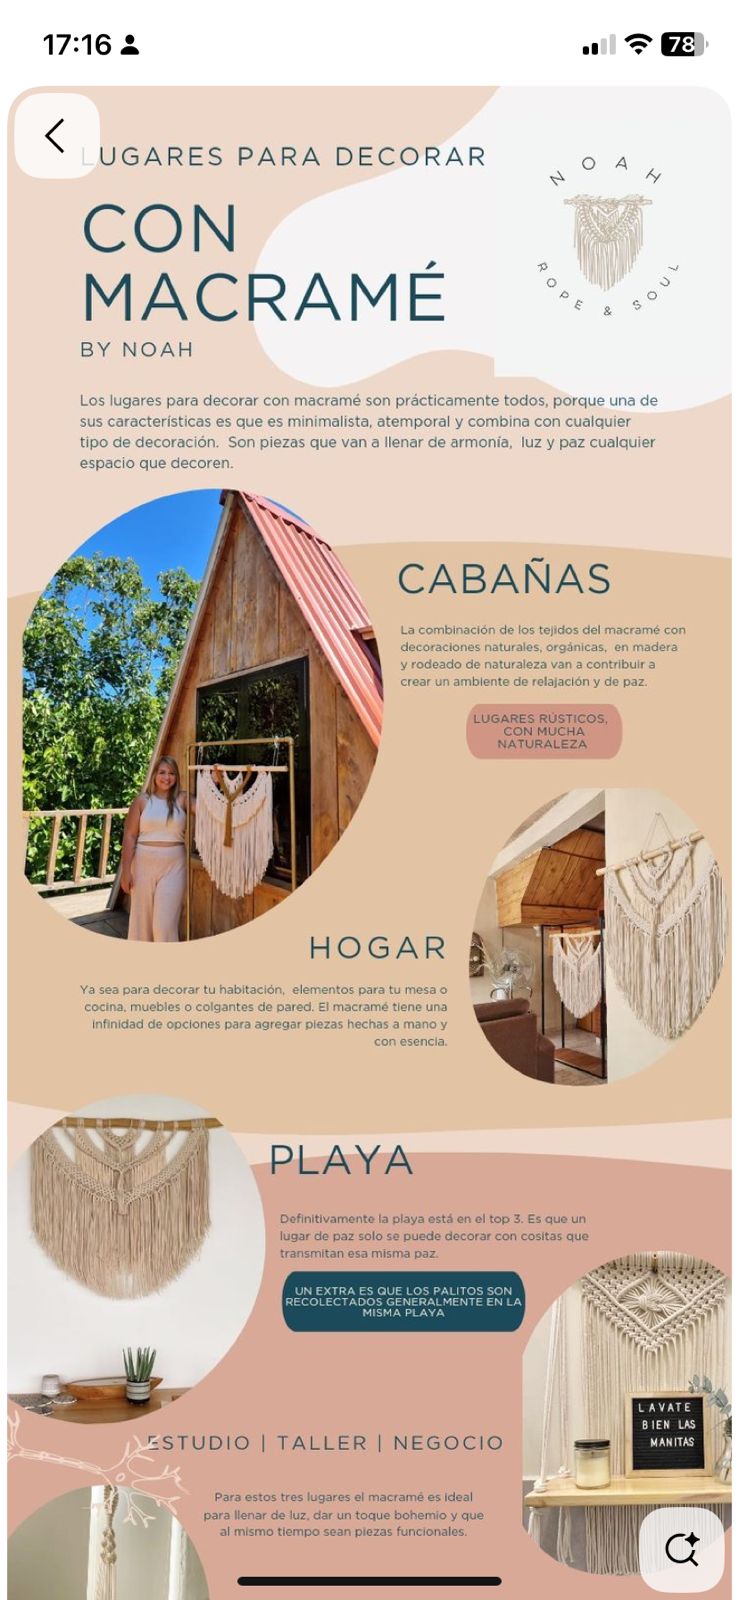 17:16
78
LUGARES PARA DECORAR
CON
MACRAMÉ
BY NOAH
NOAH
ROPE & SOUL
Los lugares para decorar con macramé son prácticamente todos, porque una de
sus características es que es minimalista, atemporal y combina con cualquier
tipo de decoración. Son piezas que van a llenar de armonía, luz y paz cualquier
espacio que decoren.
CABAÑAS
La combinación de los tejidos del macramé con
decoraciones naturales, orgánicas, en madera
y rodeado de naturaleza van a contribuir a
crear un ambiente de relajación y de paz.
LUGARES RÚSTICOS,
CON MUCHA
NATURALEZA
HOGAR
Ya sea para decorar tu habitación, elementos para tu mesa o
cocina, muebles o colgantes de pared. El macramé tiene una
infinidad de opciones para agregar piezas hechas a mano y
con esencia.
PLAYA
Definitivamente la playa está en el top 3. Es que un
lugar de paz solo se puede decorar con cositas que
transmitan esa misma paz.
UN EXTRA ES QUE LOS PALITOS SON
RECOLECTADOS GENERALMENTE EN LA
MISMA PLAYA
LAVATE
BIEN LAS
MANITAS
ESTUDIO | TALLER | NEGOCIO
Para estos tres lugares el macramé es ideal
para llenar de luz, dar un toque bohemio y que
al mismo tiempo sean piezas funcionales.